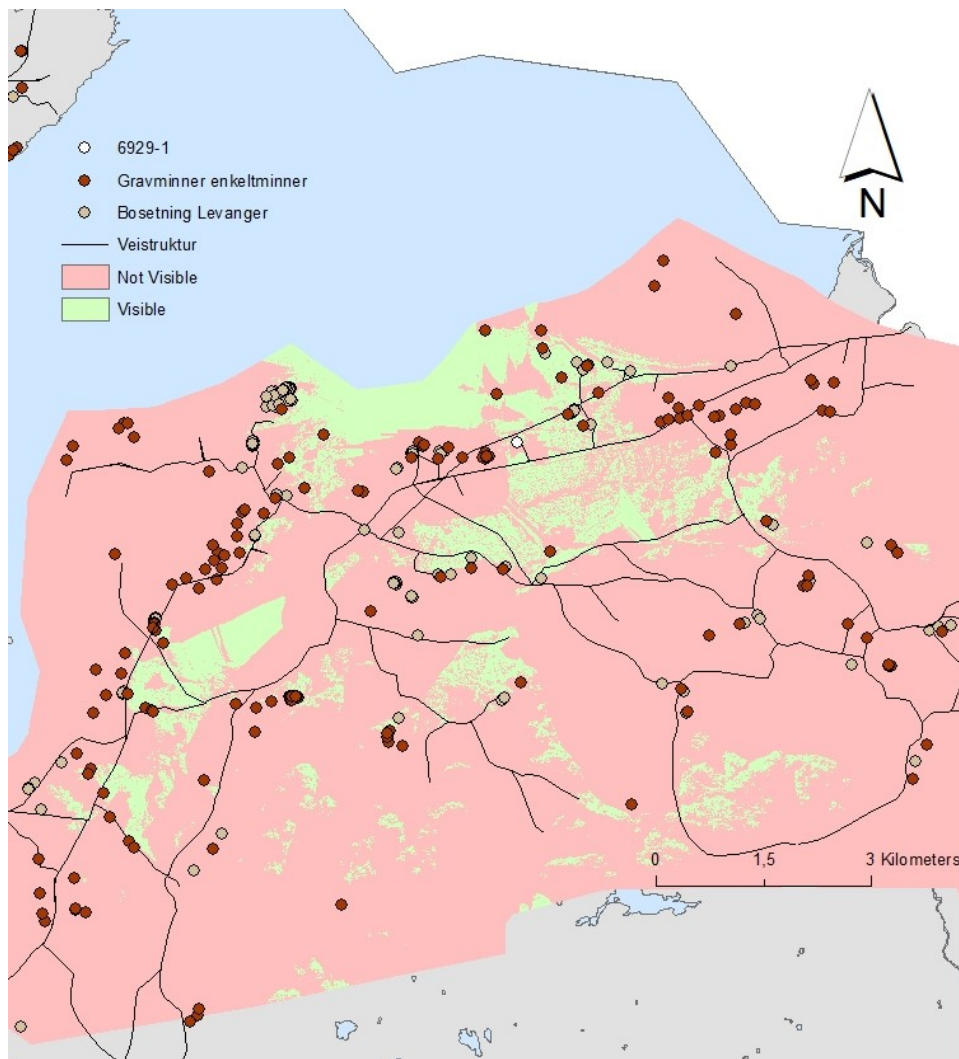 6929-1
Gravminner enkeltminner
Bosetning Levanger
Veistruktur
Not Visible
Visible
N
0 1,5 3 Kilometers